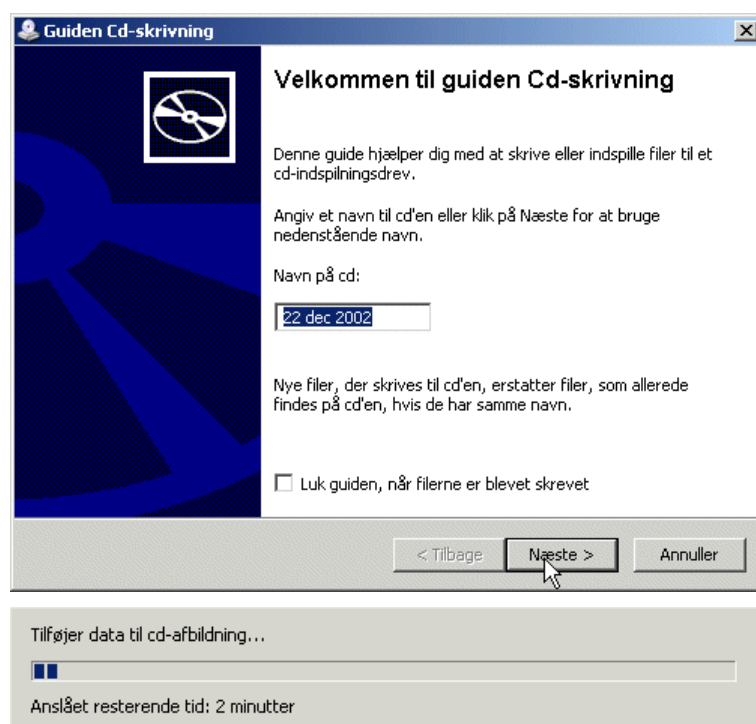 Guiden Cd-skrivning
Velkommen til guiden Cd-skrivning
Denne guide hjælper dig med at skrive eller indspille filer til et
cd-indspilningsdrev.
Angiv et navn til cd'en eller klik på Næste for at bruge
nedenstående navn.
Navn på cd:
22 dec 2002
Nye filer, der skrives til cd'en, erstatter filer, som allerede
findes på cd'en, hvis de har samme navn.
Luk guiden, når filerne er blevet skrevet
< Tilbage Næste > Annuller
Tilføjer data til cd-afbildning...
Anslået resterende tid: 2 minutter